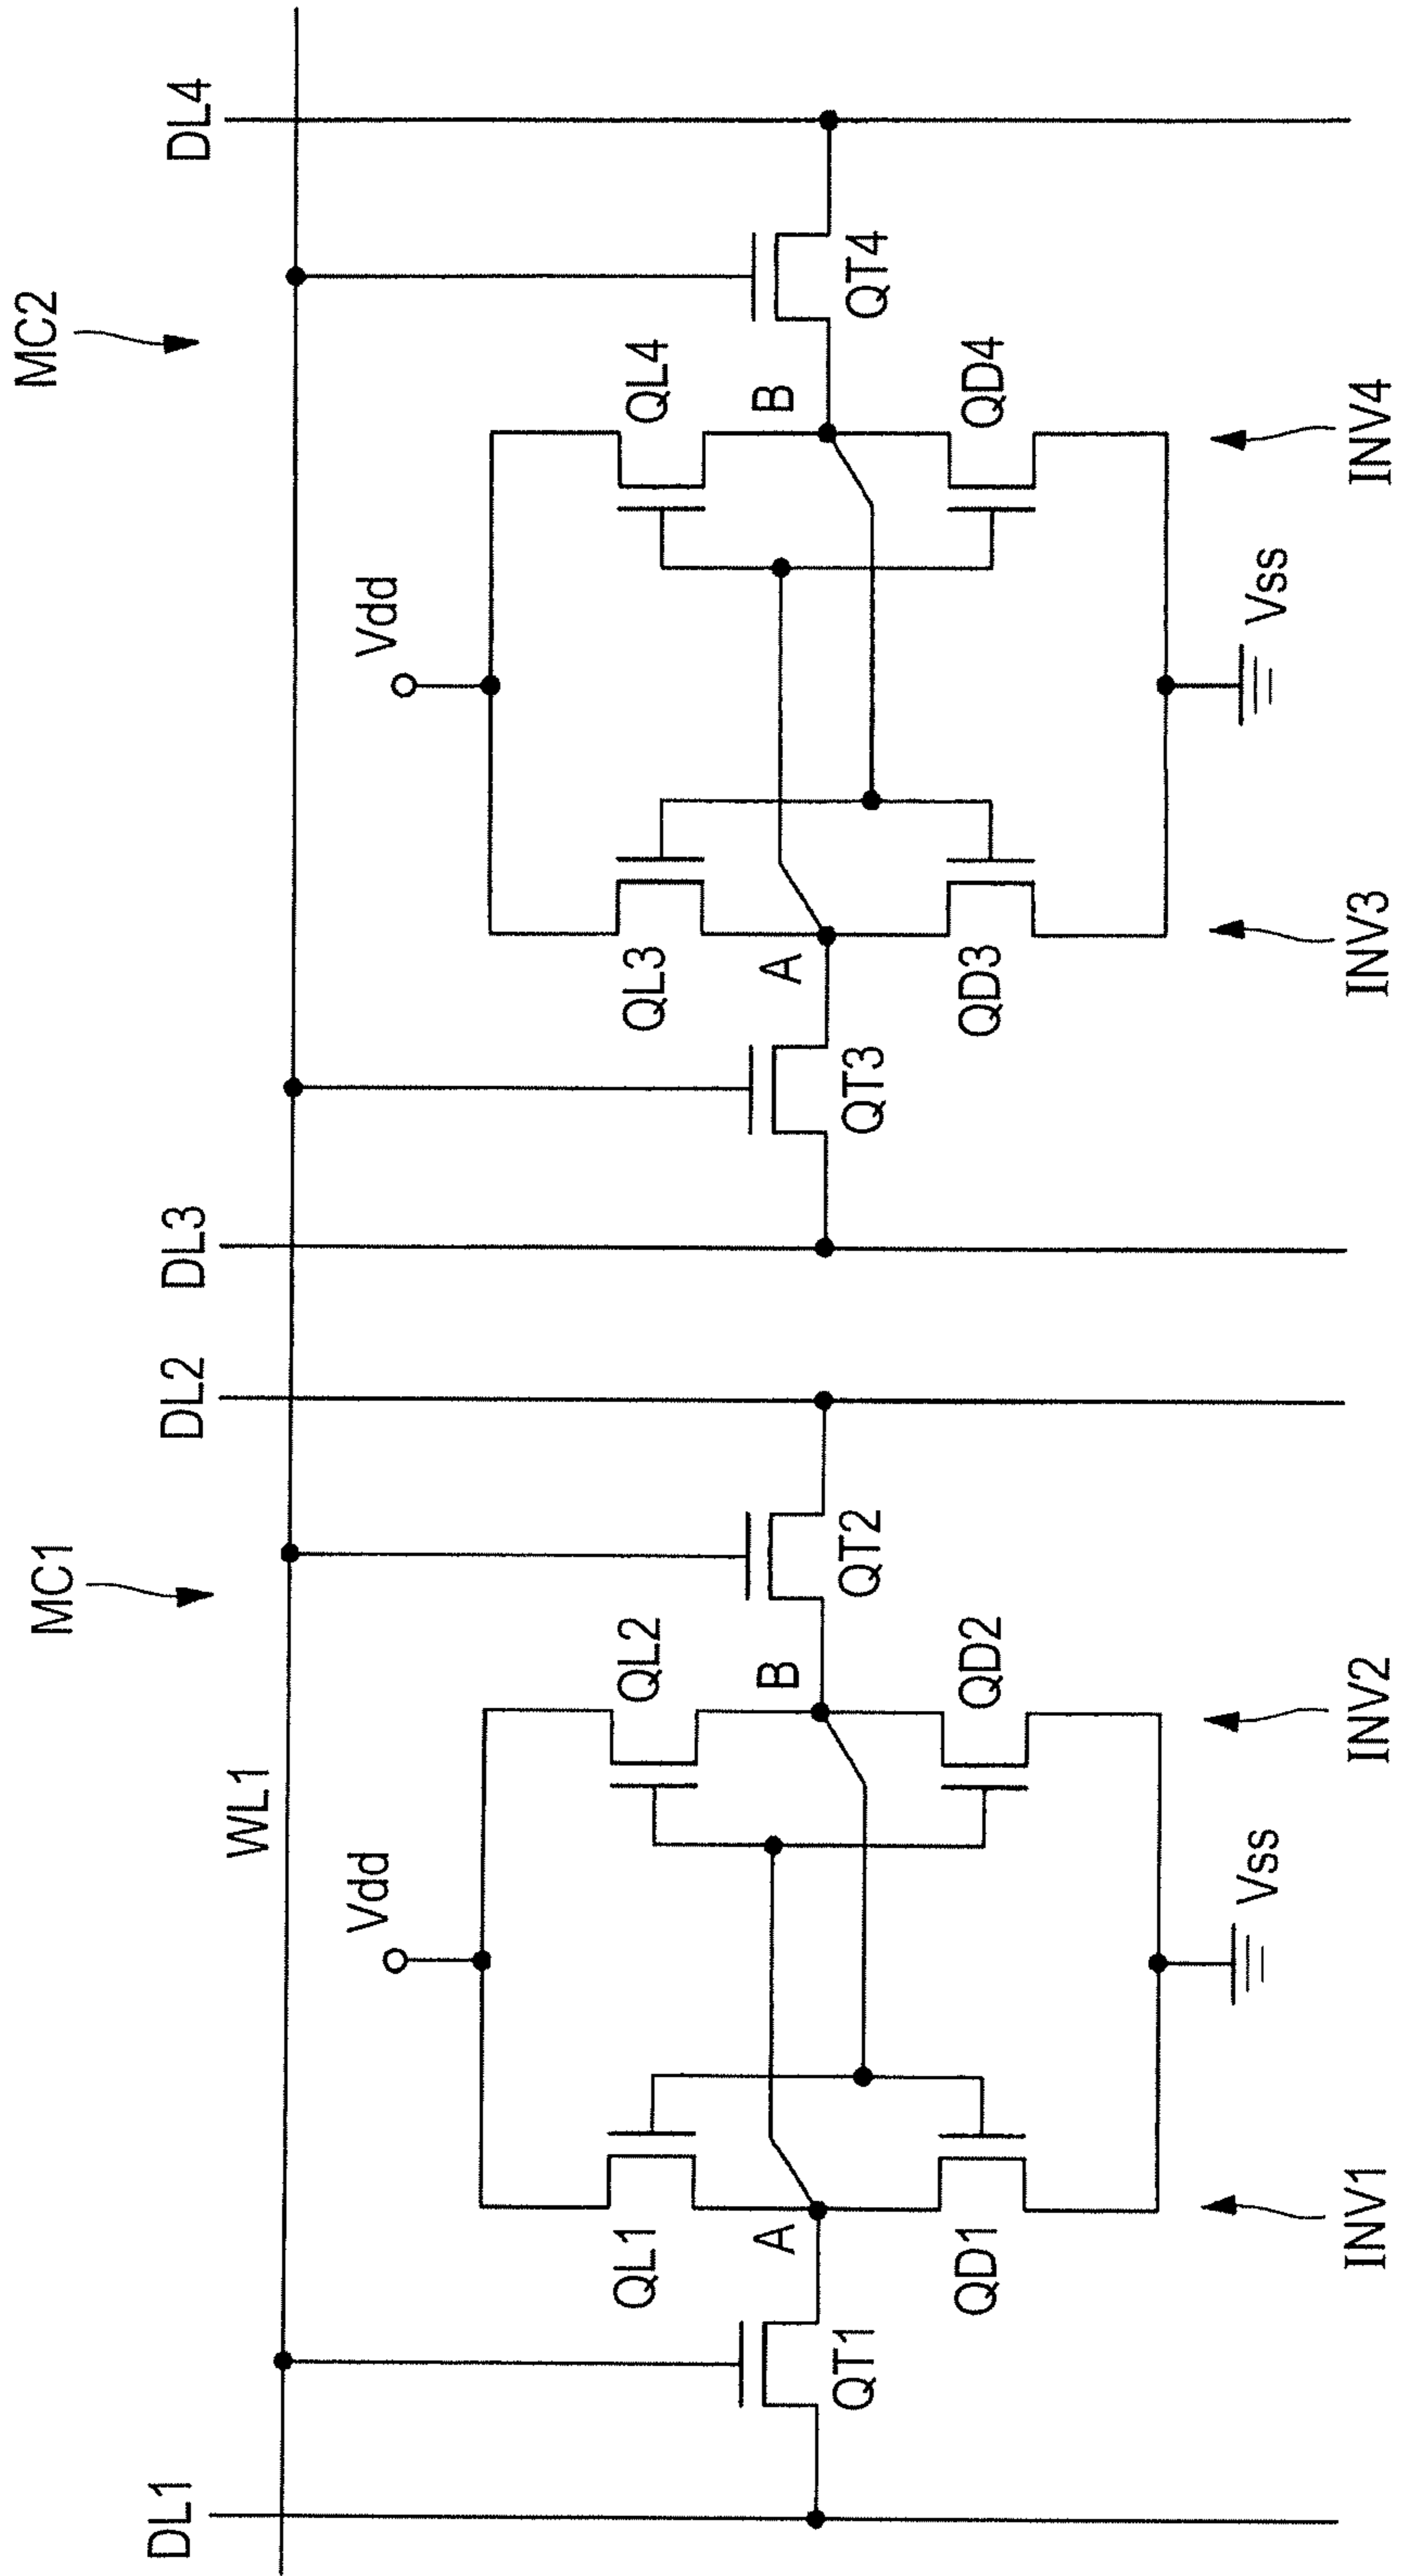 MC1
MC2
DL1
WL1
DL2
DL3
DL4
Vdd
Vdd
QL1
QL2
QL3
QL4
A
B
A
B
QT1
QT2
QT3
QT4
QD1
QD2
QD3
QD4
Vss
Vss
INV1
INV2
INV3
INV4